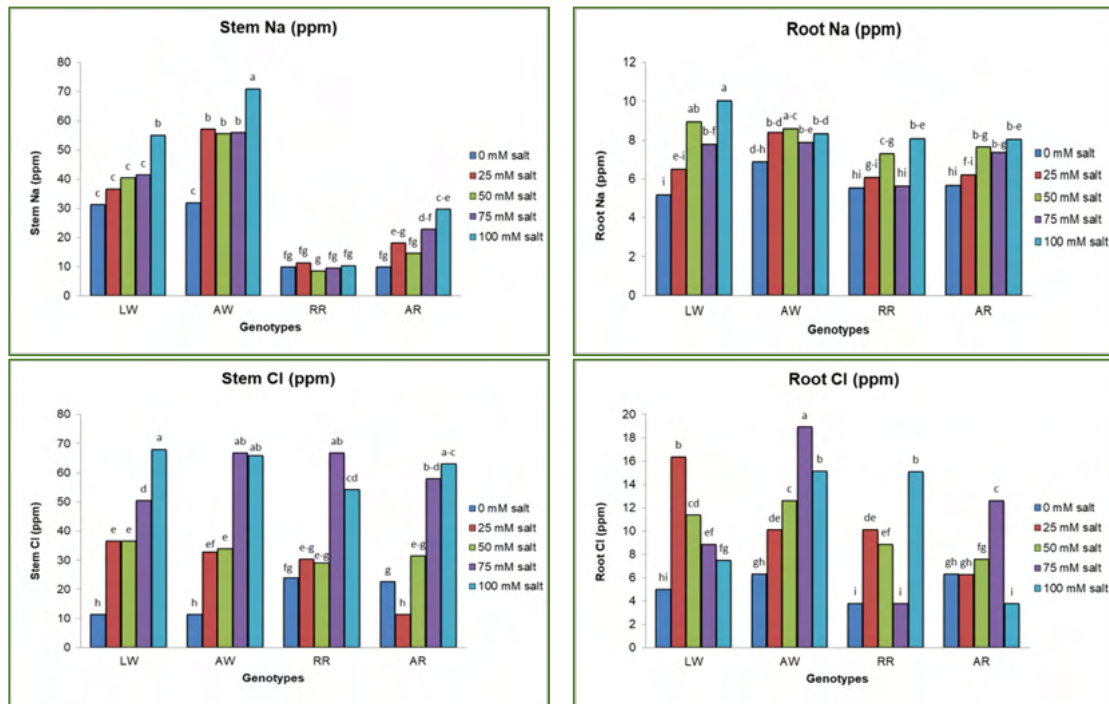 Stem Na (ppm)
Stem Na (ppm)
80
70
60
50
40
30
20
10
0
c c c c b
c b b b a
fg fg g fg fg
fg e-g fg d-f c-e
LW AW RR AR
Genotypes
0 mM salt
25 mM salt
50 mM salt
75 mM salt
100 mM salt
Root Na (ppm)
Root Na (ppm)
12
10
8
6
4
2
0
i e-i ab b-f a
d-h b-d a-c b-e b-d
hi g-i c-g hi b-e
hi f-i b-g b-g b-e
LW AW RR AR
Genotypes
0 mM salt
25 mM salt
50 mM salt
75 mM salt
100 mM salt
Stem Cl (ppm)
Stem Cl (ppm)
80
70
60
50
40
30
20
10
0
h e e d a
h ef e ab ab
fg e-g e-g ab cd
g h e-g b-d a-c
LW AW RR AR
Genotypes
0 mM salt
25 mM salt
50 mM salt
75 mM salt
100 mM salt
Root Cl (ppm)
Root Cl (ppm)
20
18
16
14
12
10
8
6
4
2
0
hi b cd ef fg
gh de c a b
i de ef i b
gh gh fg c i
LW AW RR AR
Genotypes
0 mM salt
25 mM salt
50 mM salt
75 mM salt
100 mM salt